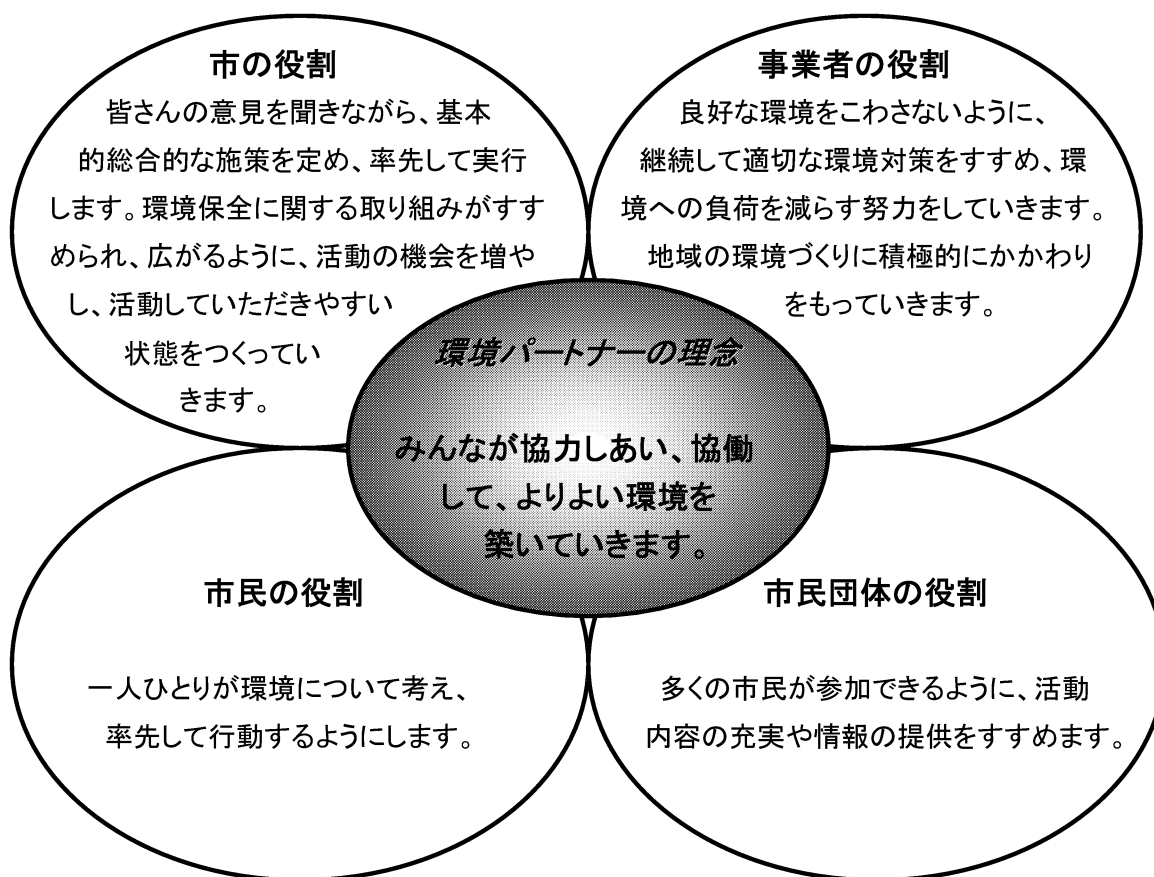 市の役割
皆さんの意見を聞きながら、基本
的総合的な施策を定め、率先して実行
します。環境保全に関する取り組みがすす
められ、広がるように、活動の機会を増や
し、活動していただきやすい
状態をつくってい
きます。
事業者の役割
良好な環境をこわさないように、
継続して適切な環境対策をすすめ、環
境への負荷を減らす努力をしていきます。
地域の環境づくりに積極的にかかわり
をもっていきます。
環境パートナーの理念
みんなが協力しあい、協働
して、よりよい環境を
築いていきます。
市民の役割
一人ひとりが環境について考え、
率先して行動するようにします。
市民団体の役割
多くの市民が参加できるように、活動
内容の充実や情報の提供をすすめます。